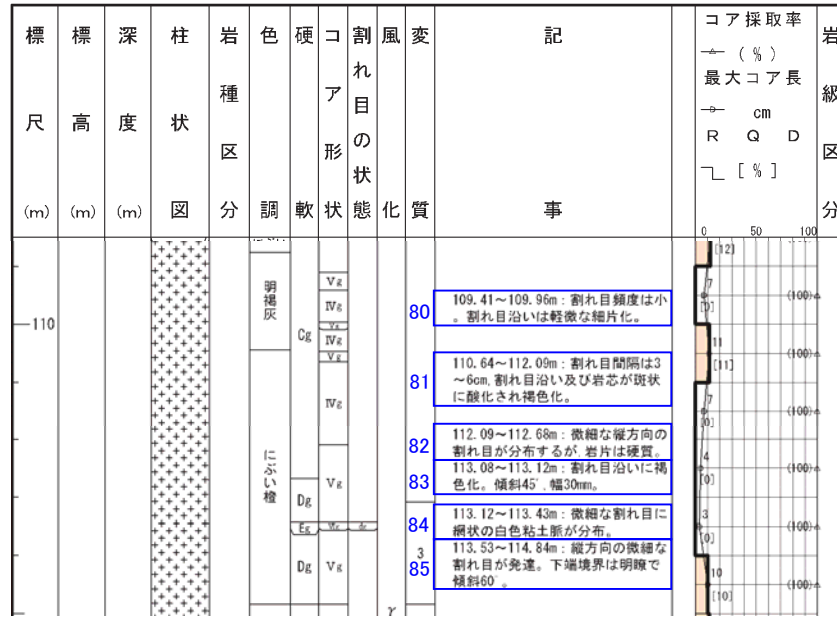 標尺(m)
標高(m)
深度(m)
柱状図
岩種区分
色調
硬軟
コア形状
割れ目の状態
風化
変質
記事
コア採取率
(%)
最大コア長
cm
RQD
[%]
岩級区分
0 50 100
[12]
明褐灰
Vg
7
80
109.41～109.96m：割れ目頻度は小
。割れ目沿いは軽微な細片化。
IVg
[0]
(100)
110
Cg
Vg
IVg
11
(100)
Vg
81
110.64～112.09m：割れ目間隔は3
～6cm,割れ目沿い及び岩芯が斑状
に酸化され褐色化。
[11]
IVg
7
(100)
[0]
にぶい橙
82
112.09～112.68m：微細な縦方向の
割れ目が分布するが,岩片は硬質。
4
83
113.08～113.12m：割れ目沿いに褐
色化。傾斜45゜,幅30mm。
Vg
[0]
(100)
Dg
84
113.12～113.43m：微細な割れ目に
網状の白色粘土脈が分布。
3
Eg
(100)
[0]
3
85
113.53～114.84m：縦方向の微細な
割れ目が発達。下端境界は明瞭で
傾斜60゜。
Dg
Vg
10
(100)
[10]
γ